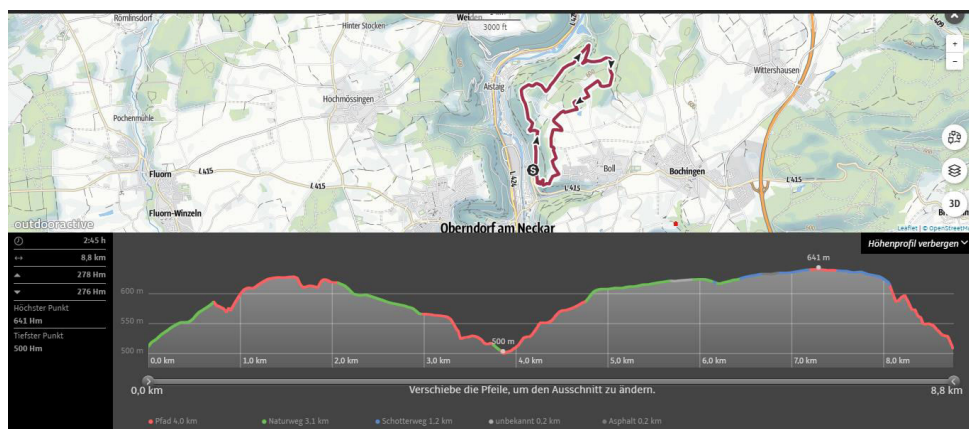 Römlinsdorf
Hinter Stocken
Weiden
3000 ft
L 409
+
−
Aistaig
Wittershausen
Hochmössingen
Pochenmühle
S
L 415
L 415
Boll
Bochingen
Fluorn
L 424
L 415
L 415
3D
Fluorn-Winzeln
outdooractive
Oberndorf am Neckar
Leaflet | © OpenStreetMa
2:45 h
Höhenprofil verbergen
8,8 km
641 m
278 Hm
276 Hm
600 m
Höchster Punkt
641 Hm
550 m
Tiefster Punkt
500 m
500 Hm
500 m
0,0 km 1,0 km 2,0 km 3,0 km 4,0 km 5,0 km 6,0 km 7,0 km 8,0 km
0,0 km Verschiebe die Pfeile, um den Ausschnitt zu ändern. 8,8 km
Pfad 4.0 km Naturweg 3.1 km Schotterweg 1.2 km unbekannt 0.2 km Asphalt 0.2 km